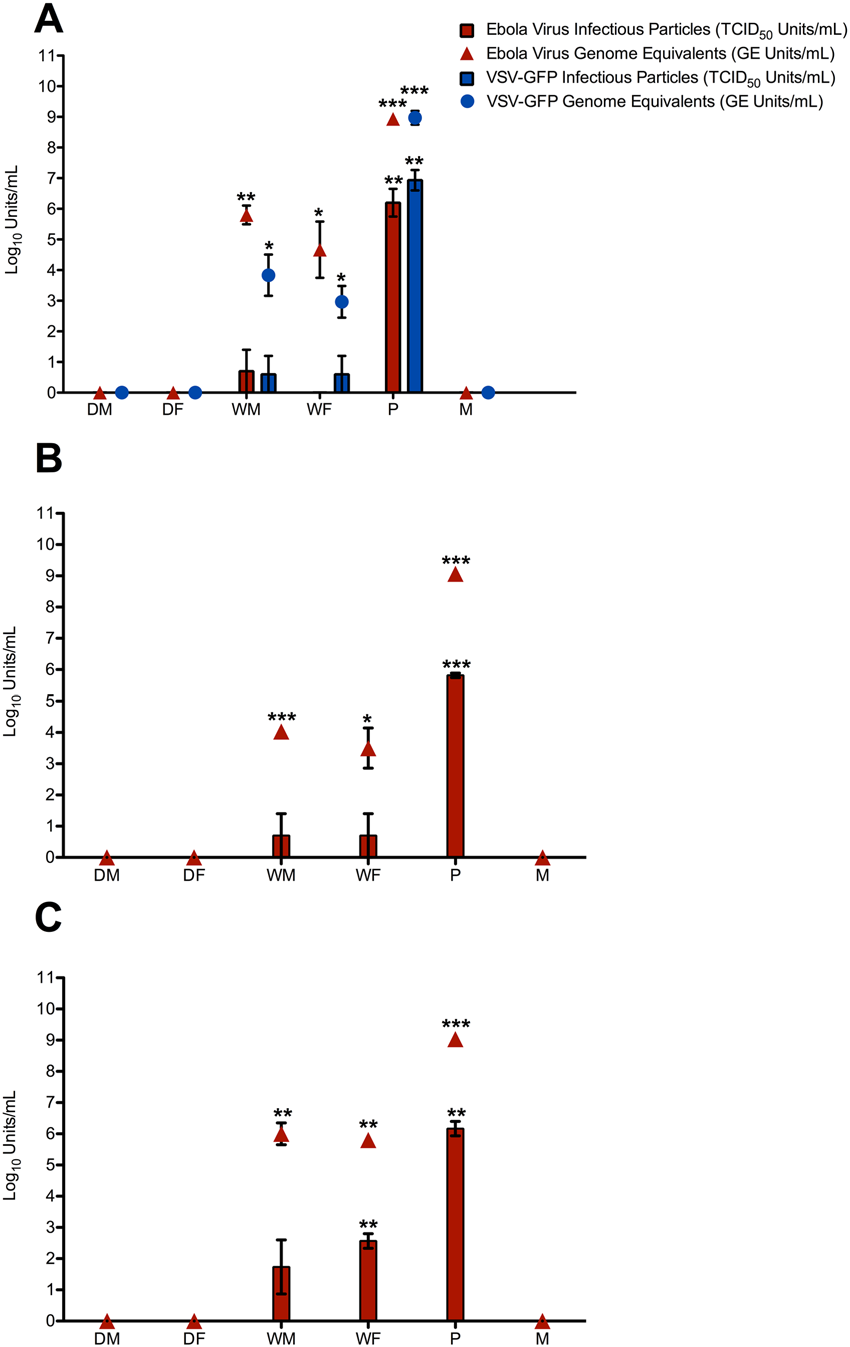 A
Ebola Virus Infectious Particles (TCID50 Units/mL)
Ebola Virus Genome Equivalents (GE Units/mL)
VSV-GFP Infectious Particles (TCID50 Units/mL)
VSV-GFP Genome Equivalents (GE Units/mL)
11
10
9
8
7
6
5
4
3
2
1
0
Log10 Units/mL
*** ***
** **
** * * *
DM DF WM WF P M
B
11
10
9
8
7
6
5
4
3
2
1
0
Log10 Units/mL
***
***
*** *
DM DF WM WF P M
C
11
10
9
8
7
6
5
4
3
2
1
0
Log10 Units/mL
***
** ** **
**
DM DF WM WF P M